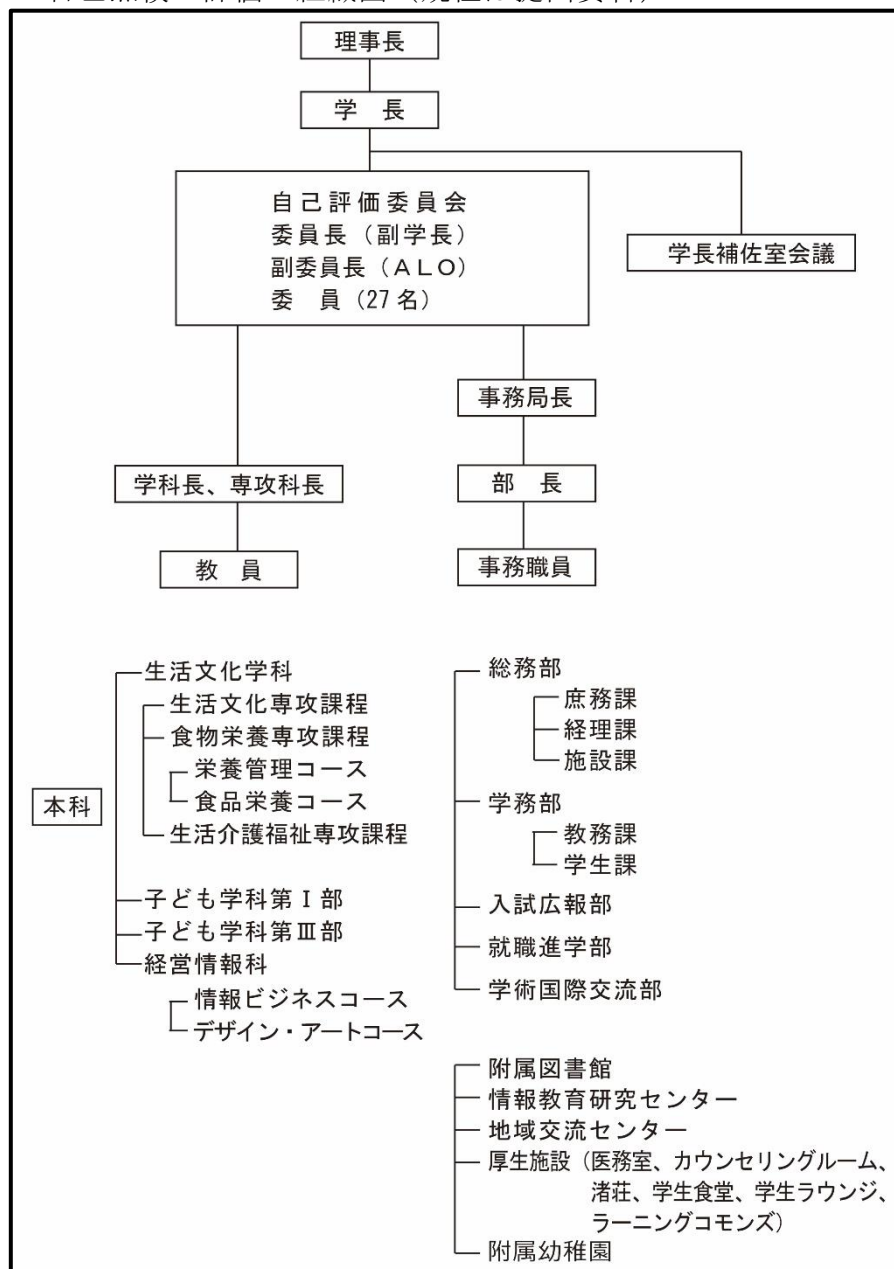 理事長
学 長
自己評価委員会
委員長(副学長)
副委員長(ALO)
委 員(27名)
学長補佐室会議
事務局長
学科長、専攻科長
部 長
教 員
事務職員
本科
生活文化学科
生活文化専攻課程
食物栄養専攻課程
栄養管理コース
食品栄養コース
生活介護福祉専攻課程
子ども学科第Ⅰ部
子ども学科第Ⅲ部
経営情報科
情報ビジネスコース
デザイン・アートコース
総務部
庶務課
経理課
施設課
学務部
教務課
学生課
入試広報部
就職進学部
学術国際交流部
附属図書館
情報教育研究センター
地域交流センター
厚生施設(医務室、カウンセリングルーム、
渚荘、学生食堂、学生ラウンジ、
ラーニングコモンズ)
附属幼稚園